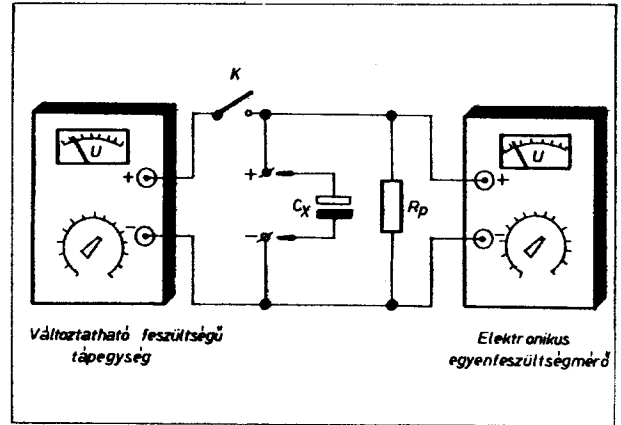 K
U
+
-
+
-
Cx
Rp
U
+
-
Változtatható feszültségű
tápegység
Elektronikus
egyenfeszültségmérő